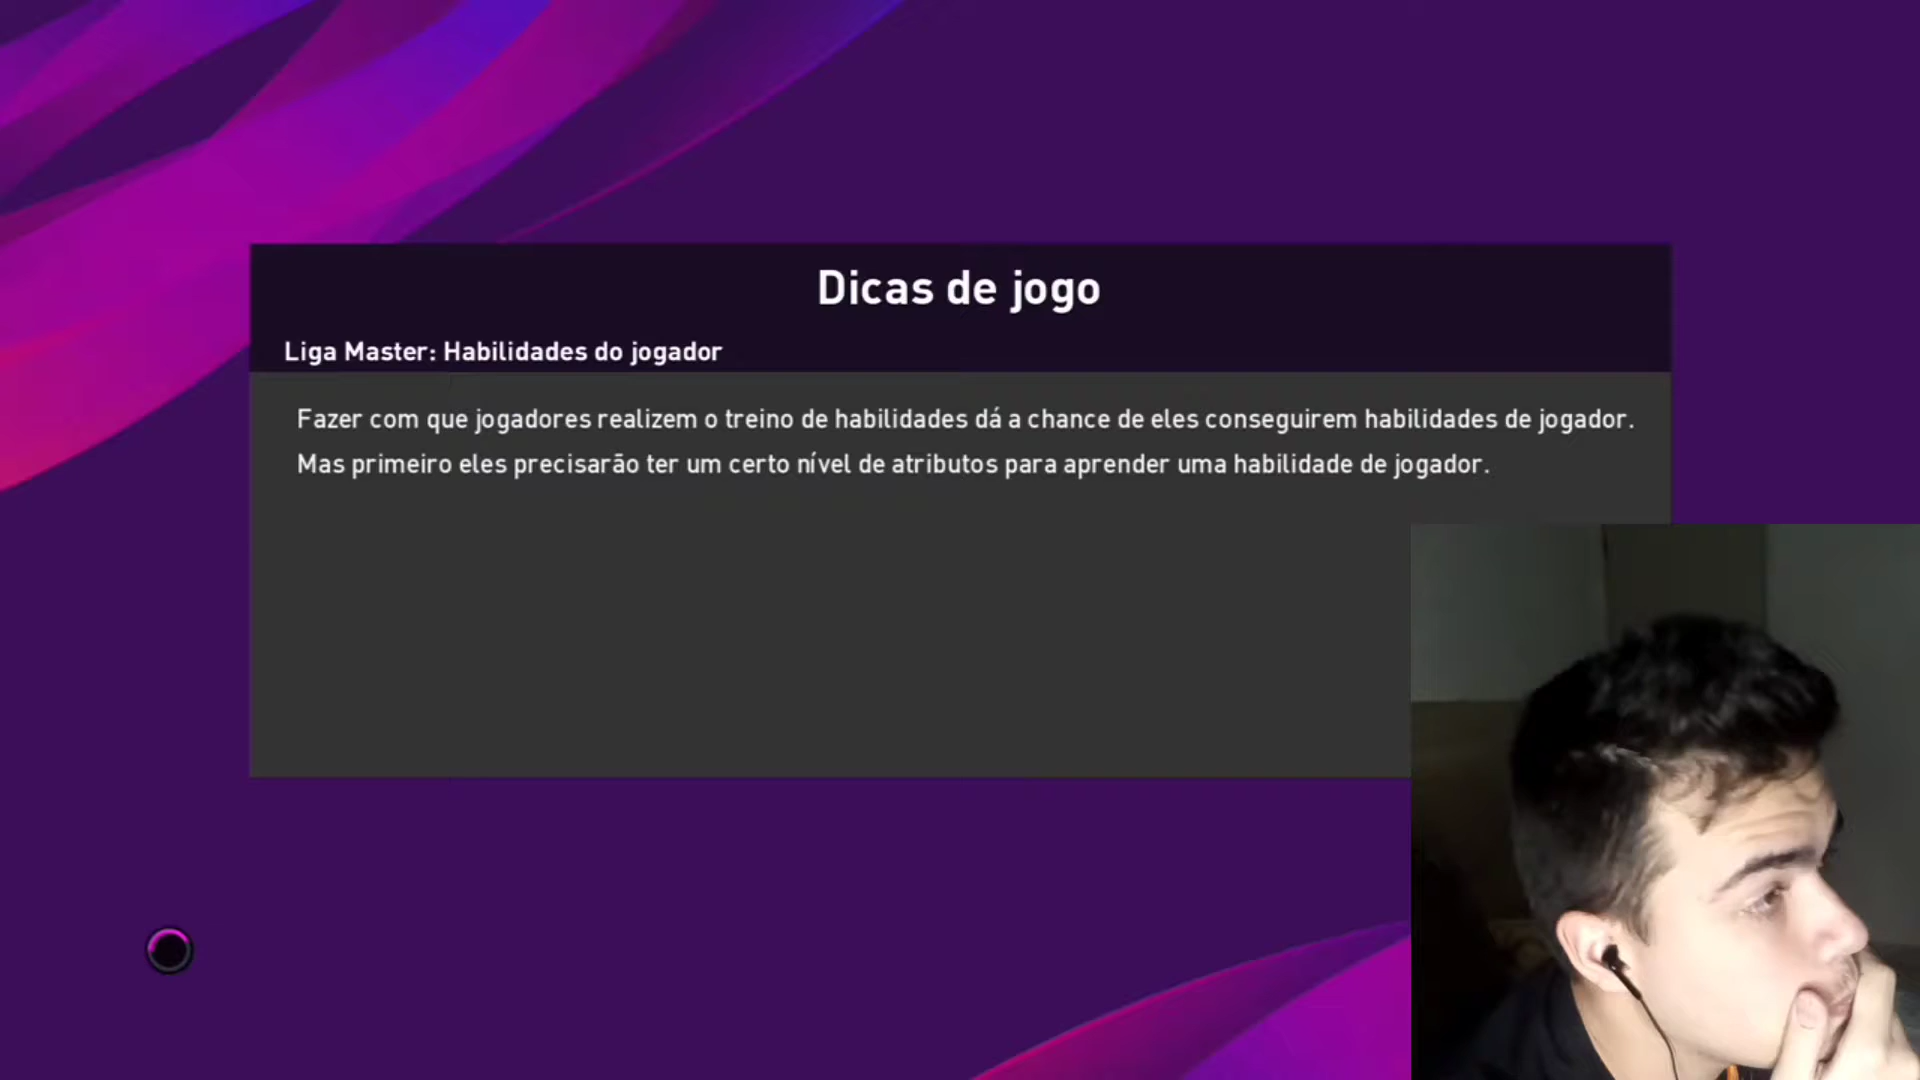 Dicas de jogo
Liga Master: Habilidades do jogador
Fazer com que jogadores realizem o treino de habilidades dá a chance de eles conseguirem habilidades de jogador.
Mas primeiro eles precisarão ter um certo nível de atributos para aprender uma habilidade de jogador.